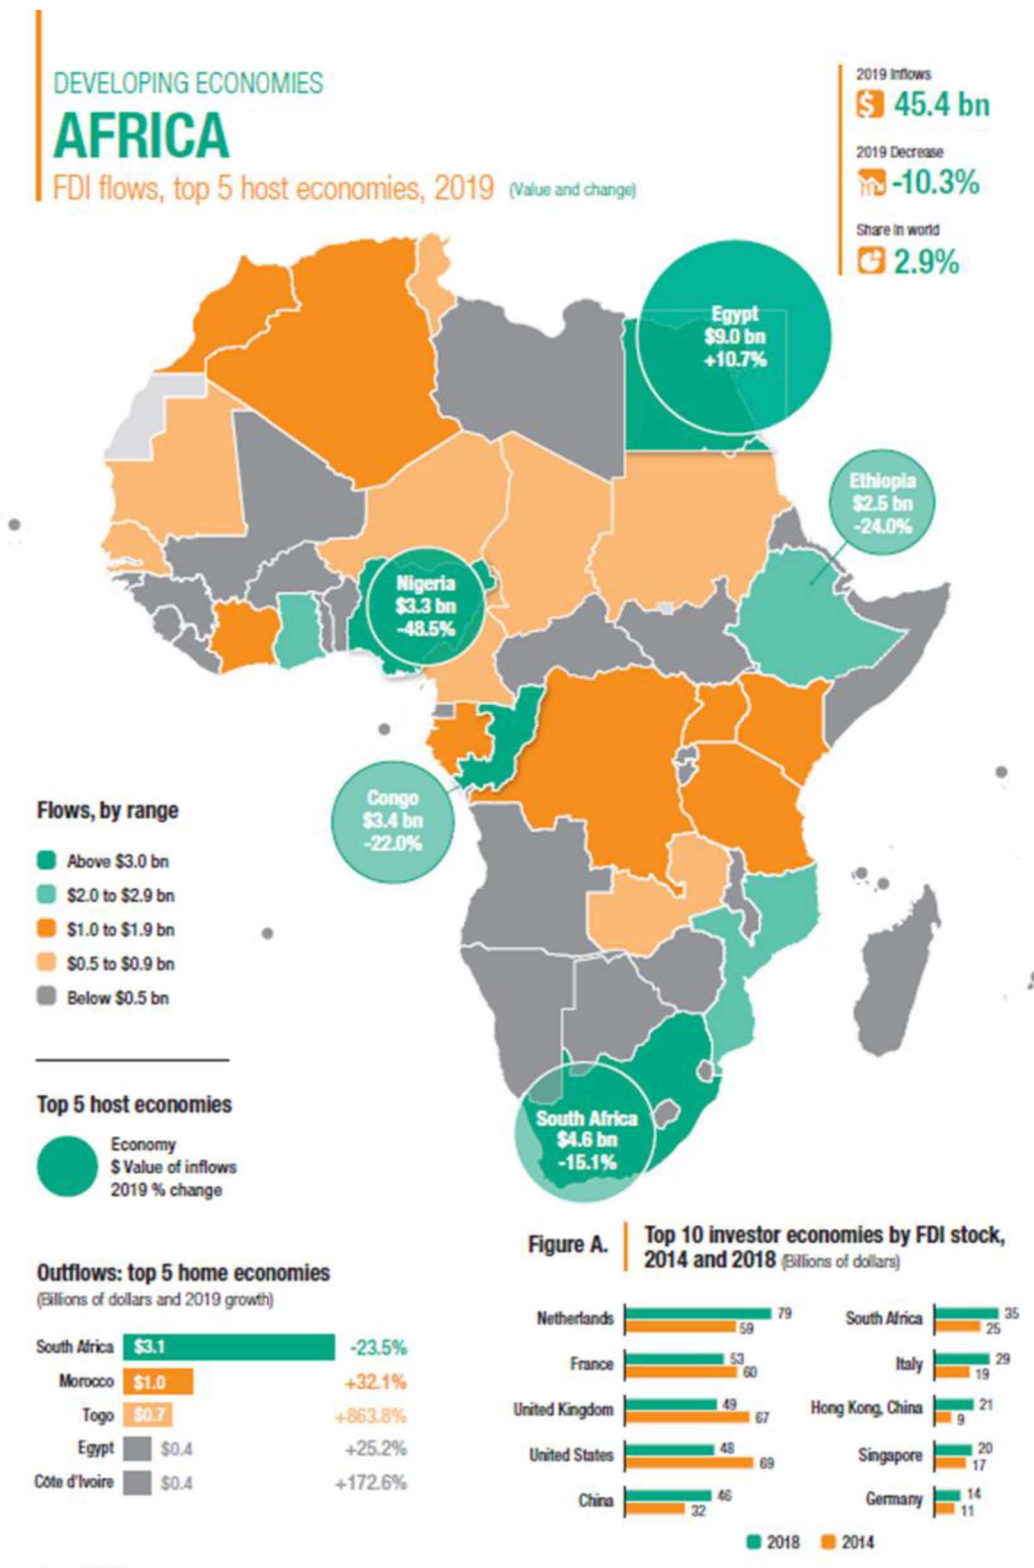 DEVELOPING ECONOMIES
AFRICA
FDI flows, top 5 host economies, 2019 (Value and change)
2019 Inflows
$ 45.4 bn
2019 Decrease
-10.3%
Share in world
2.9%
Egypt
$9.0 bn
+10.7%
Ethiopia
$2.5 bn
-24.0%
Nigeria
$3.3 bn
-48.5%
Congo
$3.4 bn
-22.0%
South Africa
$4.6 bn
-15.1%
Flows, by range
Above $3.0 bn
$2.0 to $2.9 bn
$1.0 to $1.9 bn
$0.5 to $0.9 bn
Below $0.5 bn
Top 5 host economies
Economy
$ Value of inflows
2019 % change
Outflows: top 5 home economies
(Billions of dollars and 2019 growth)
South Africa $3.1 -23.5%
Morocco $1.0 +32.1%
Togo $0.7 +863.8%
Egypt $0.4 +25.2%
Côte d'Ivoire $0.4 +172.6%
Figure A.
Top 10 investor economies by FDI stock,
2014 and 2018 (Billions of dollars)
Netherlands 79
59
France 53
60
United Kingdom 49
67
United States 48
69
China 46
32
South Africa 35
25
Italy 29
19
Hong Kong, China 21
9
Singapore 20
17
Germany 14
11
2018 2014